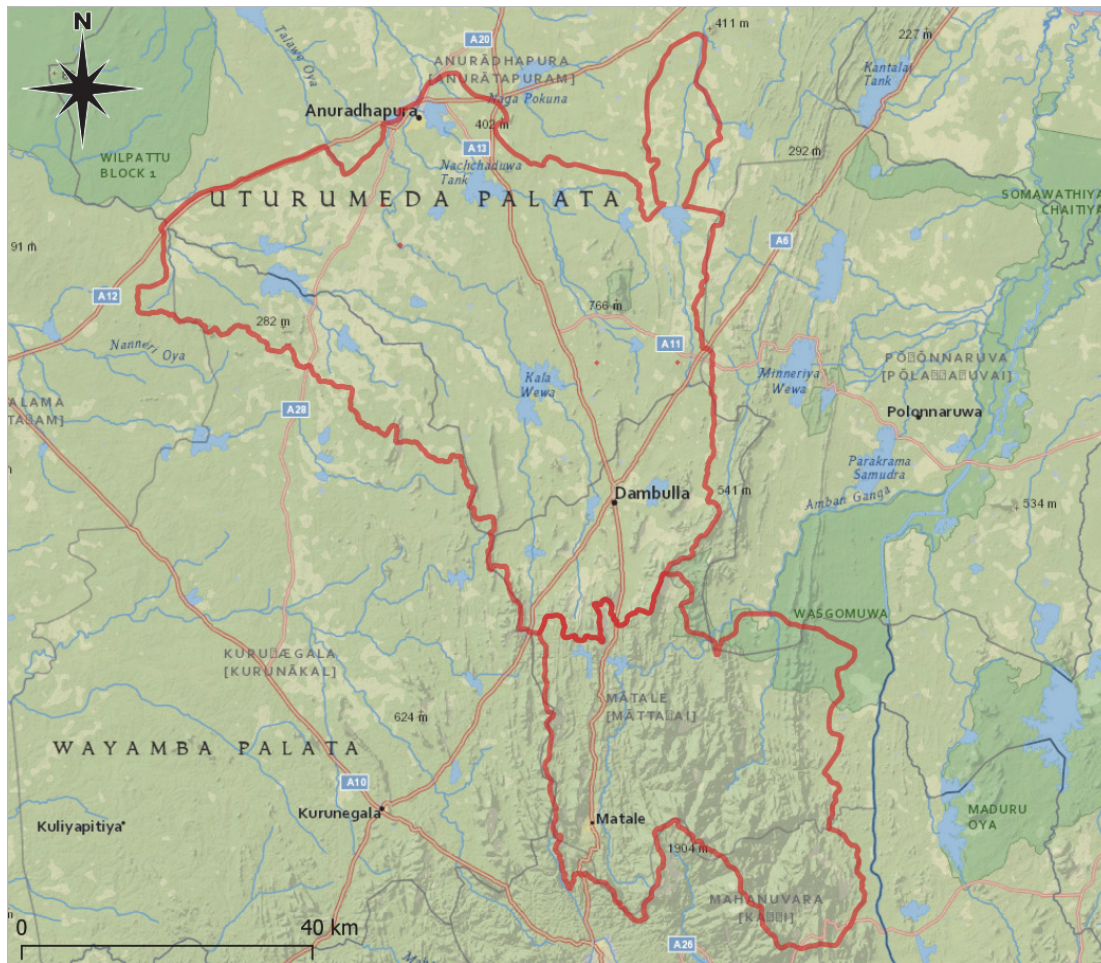 N
A20
411 m
227 m
Talawe Oya
ANURĀDHAPURA
[ANURĀTAPURAM]
Kantalai
Tank
Naga Pokuna
Anuradhapura
402 m
A13
WILPATTU
BLOCK 1
Nachchaduwa
Tank
292 m
UTURUMEDA PALATA
SOMAWATHIYA
CHAITIYA
91 m
A6
A12
766 m
282 m
Nanneri Oya
A11
Kala
Wewa
Minneriya
Wewa
Polonnaruwa
A28
Parakrama
Samudra
Dambulla
541 m
Amban Ganga
534 m
WASGOMUWA
[KURUNĀKAL]
MĀTALE
624 m
WAYAMBA PALATA
A10
Kurunegala
Matale
Kuliyapitiya
MADURU
OYA
1904 m
MAHANUVARA
0
40 km
A26